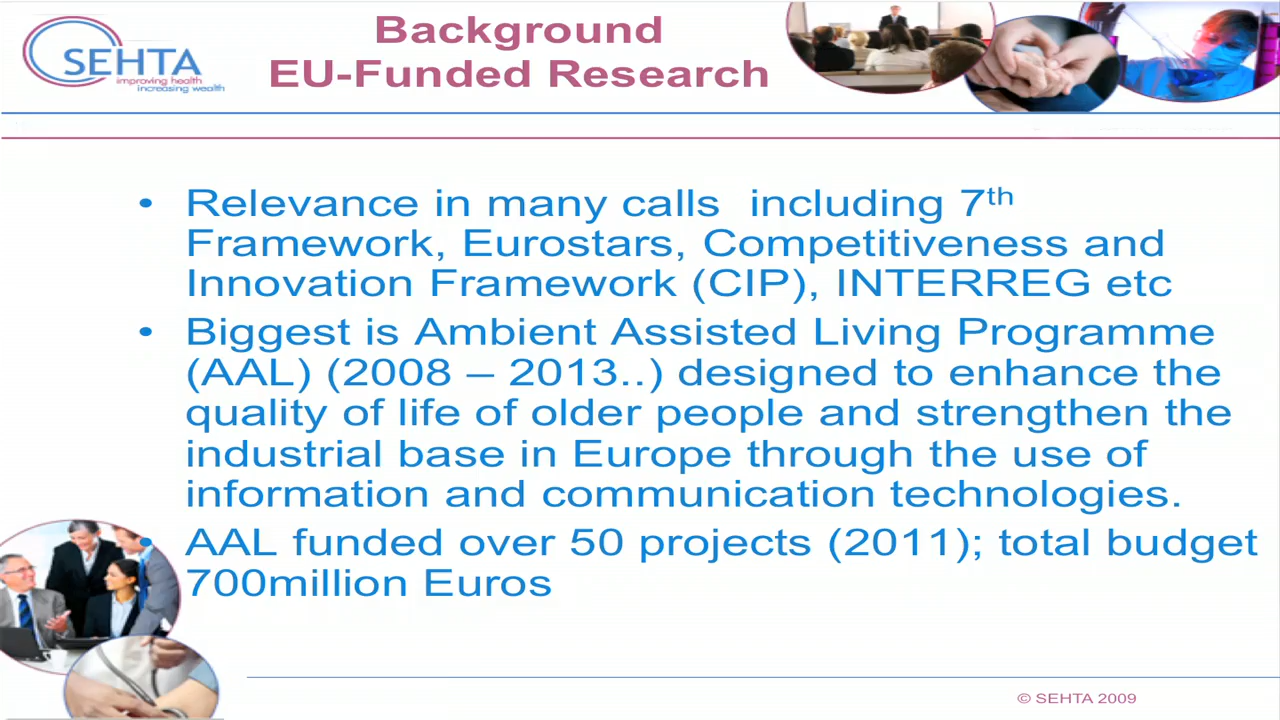 SEHTA
improving health
increasing wealth
Background
EU-Funded Research
• Relevance in many calls including 7th
Framework, Eurostars, Competitiveness and
Innovation Framework (CIP), INTERREG etc
• Biggest is Ambient Assisted Living Programme
(AAL) (2008 – 2013..) designed to enhance the
quality of life of older people and strengthen the
industrial base in Europe through the use of
information and communication technologies.
• AAL funded over 50 projects (2011); total budget
700million Euros
© SEHTA 2009